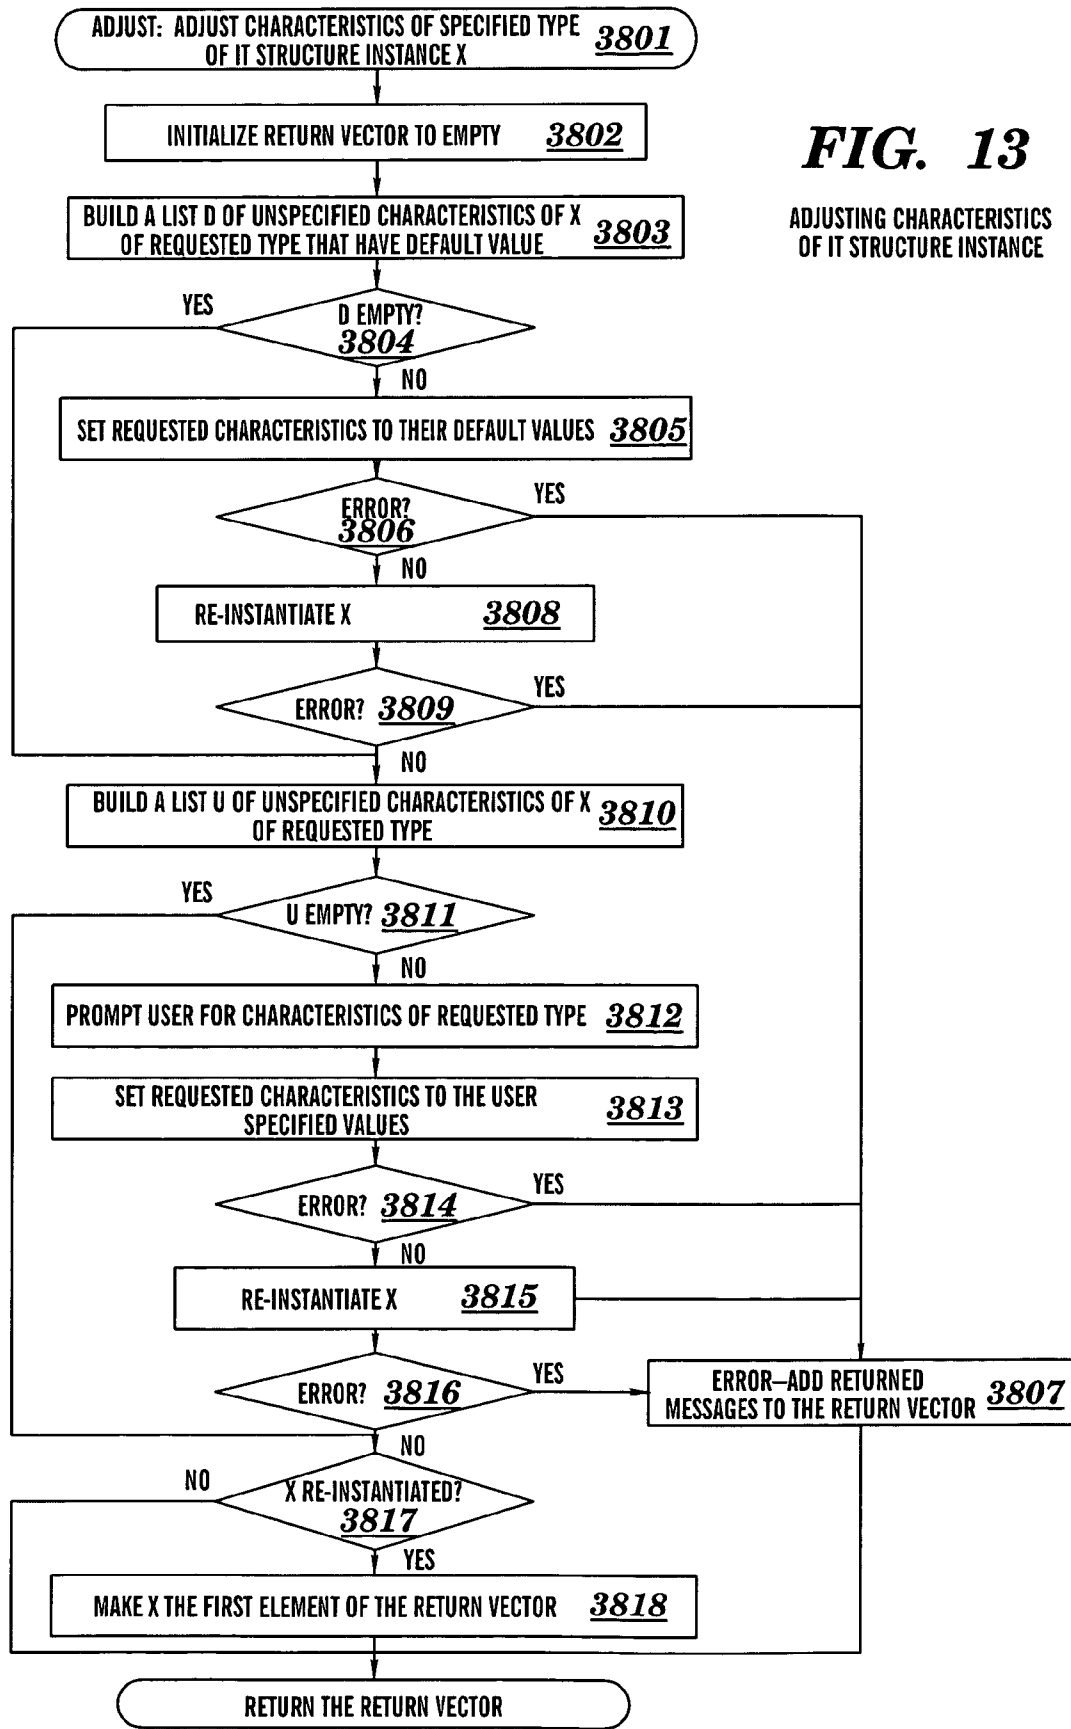 ADJUST: ADJUST CHARACTERISTICS OF SPECIFIED TYPE
OF IT STRUCTURE INSTANCE X
3801
INITIALIZE RETURN VECTOR TO EMPTY 3802
FIG. 13
ADJUSTING CHARACTERISTICS
OF IT STRUCTURE INSTANCE
BUILD A LIST D OF UNSPECIFIED CHARACTERISTICS OF X
OF REQUESTED TYPE THAT HAVE DEFAULT VALUE
3803
YES
D EMPTY?
3804
NO
SET REQUESTED CHARACTERISTICS TO THEIR DEFAULT VALUES 3805
YES
ERROR?
3806
NO
RE-INSTANTIATE X 3808
YES
ERROR? 3809
NO
BUILD A LIST U OF UNSPECIFIED CHARACTERISTICS OF X
OF REQUESTED TYPE
3810
YES
U EMPTY? 3811
NO
PROMPT USER FOR CHARACTERISTICS OF REQUESTED TYPE 3812
SET REQUESTED CHARACTERISTICS TO THE USER
SPECIFIED VALUES
3813
YES
ERROR? 3814
NO
RE-INSTANTIATE X 3815
YES
ERROR? 3816
ERROR–ADD RETURNED
MESSAGES TO THE RETURN VECTOR
3807
NO
NO
X RE-INSTANTIATED?
3817
YES
MAKE X THE FIRST ELEMENT OF THE RETURN VECTOR 3818
RETURN THE RETURN VECTOR